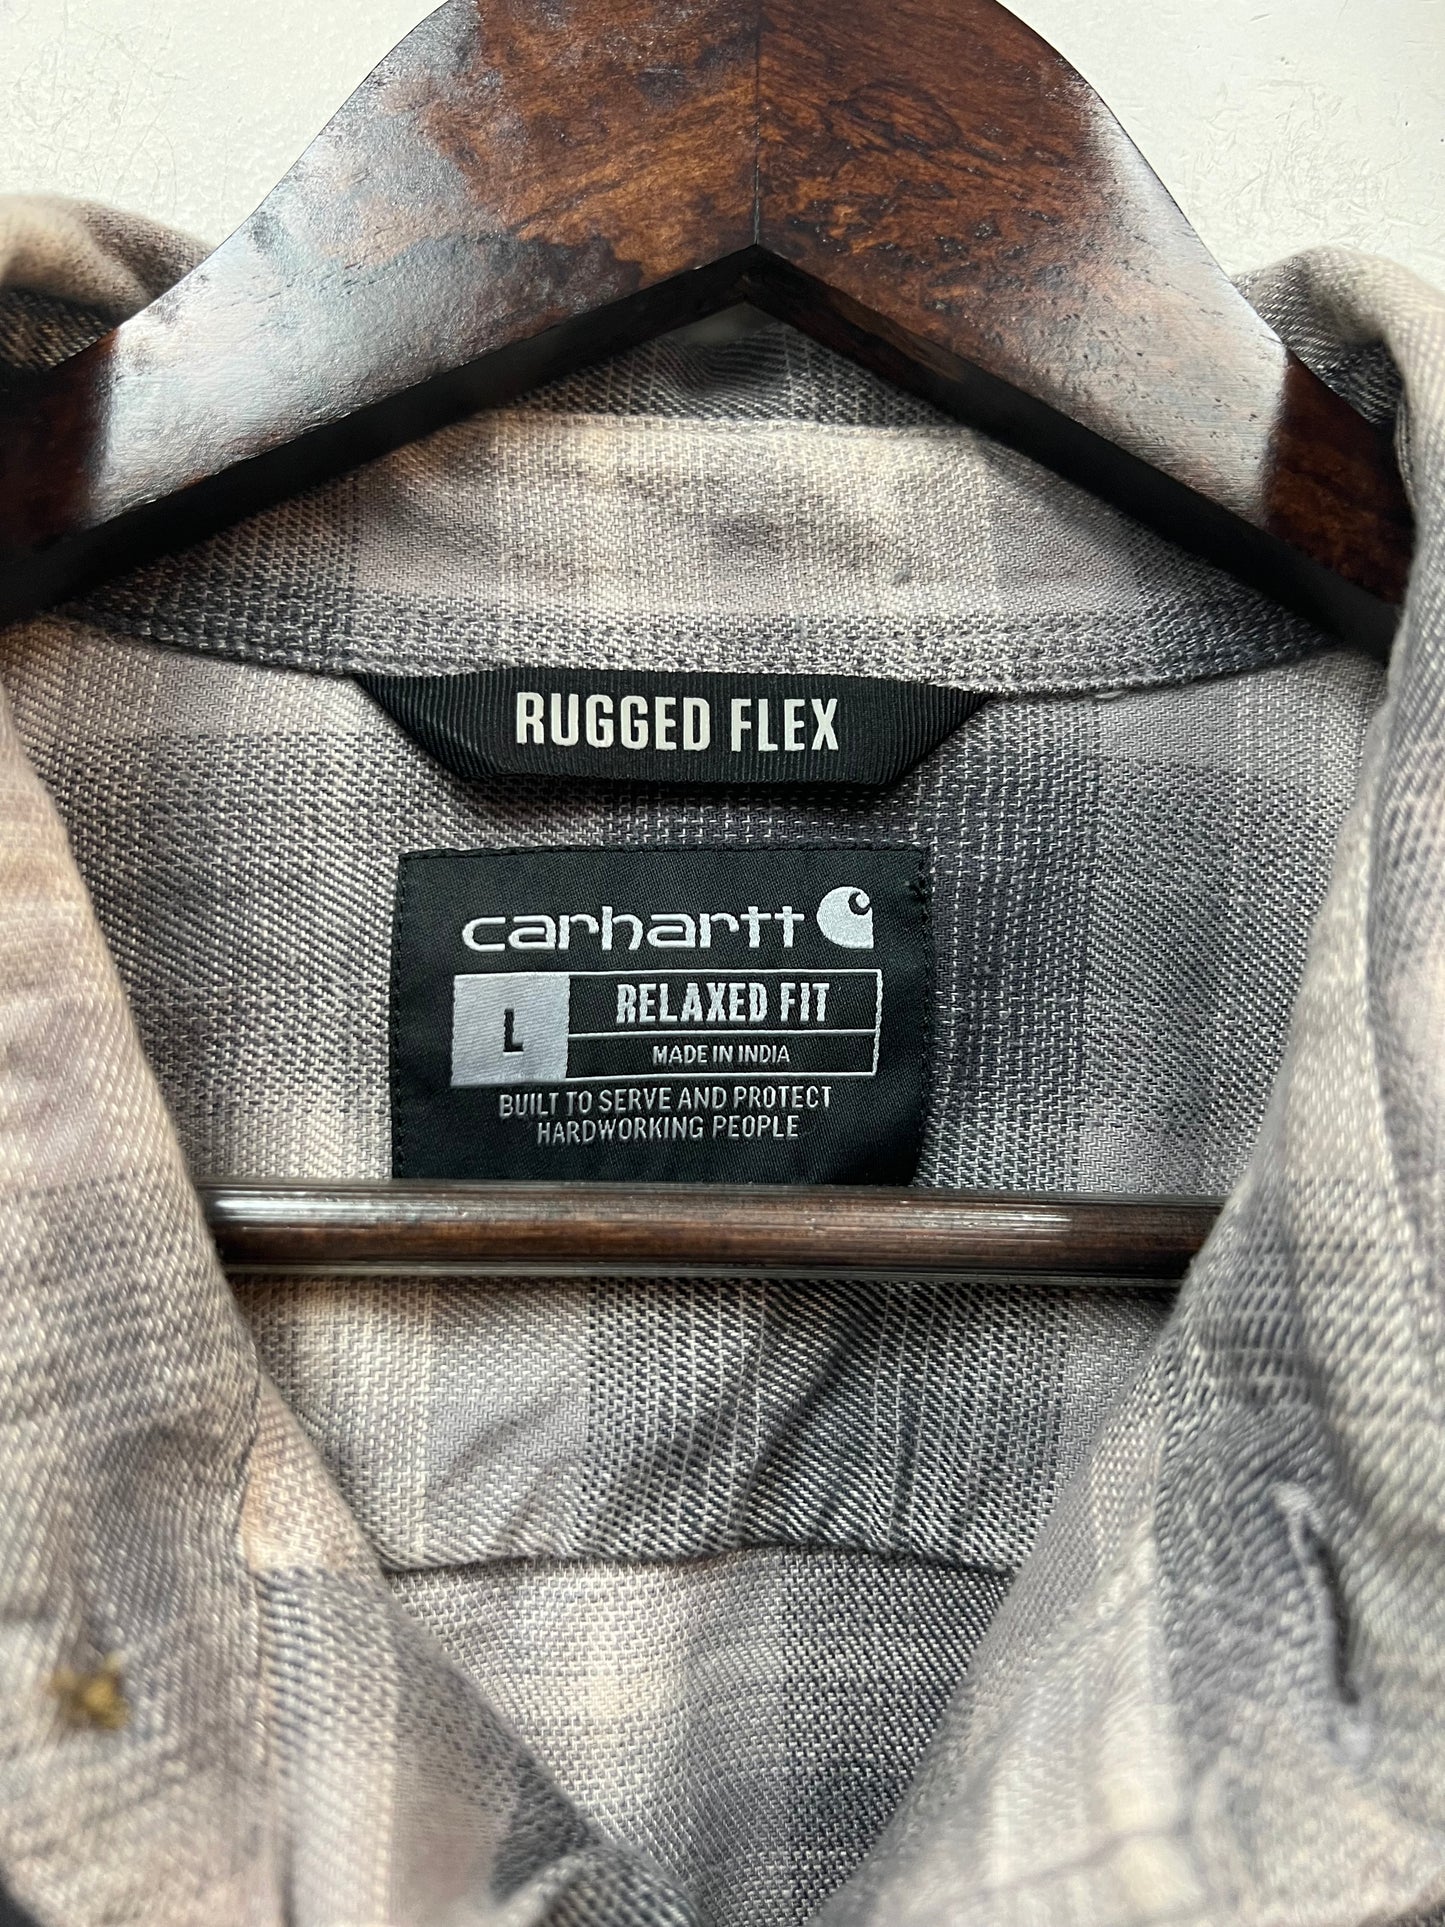 RUGGED FLEX
carhartt
L
RELAXED FIT
MADE IN INDIA
BUILT TO SERVE AND PROTECT
HARDWORKING PEOPLE